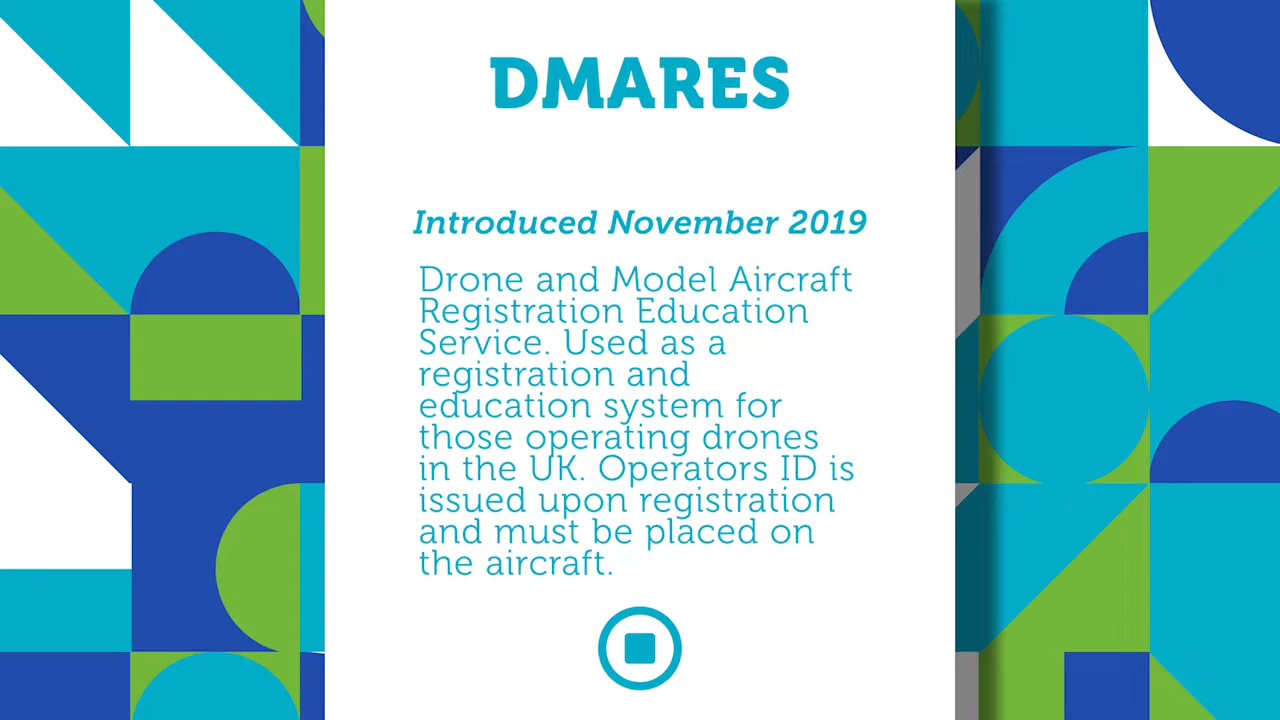 DMARES
Introduced November 2019
Drone and Model Aircraft
Registration Education
Service. Used as a
registration and
education system for
those operating drones
in the UK. Operators ID is
issued upon registration
and must be placed on
the aircraft.